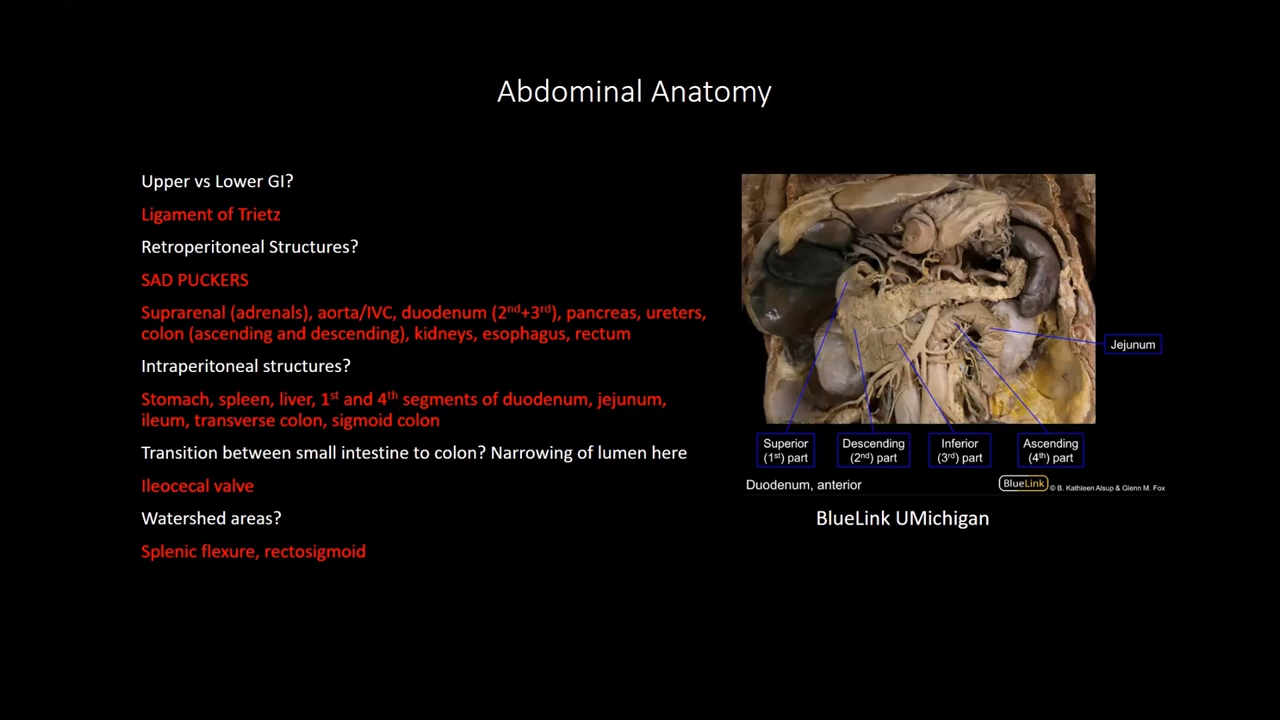 Abdominal Anatomy
Upper vs Lower GI?
Ligament of Trietz
Retroperitoneal Structures?
SAD PUCKERS
Suprarenal (adrenals), aorta/IVC, duodenum (2nd+3rd), pancreas, ureters,
colon (ascending and descending), kidneys, esophagus, rectum
Intraperitoneal structures?
Stomach, spleen, liver, 1st and 4th segments of duodenum, jejunum,
ileum, transverse colon, sigmoid colon
Transition between small intestine to colon? Narrowing of lumen here
Ileocecal valve
Watershed areas?
Splenic flexure, rectosigmoid
Jejunum
Superior
(1st) part
Descending
(2nd) part
Inferior
(3rd) part
Ascending
(4th) part
Duodenum, anterior
BlueLink © B. Kathleen Alsup & Glenn M. Fox
BlueLink UMichigan